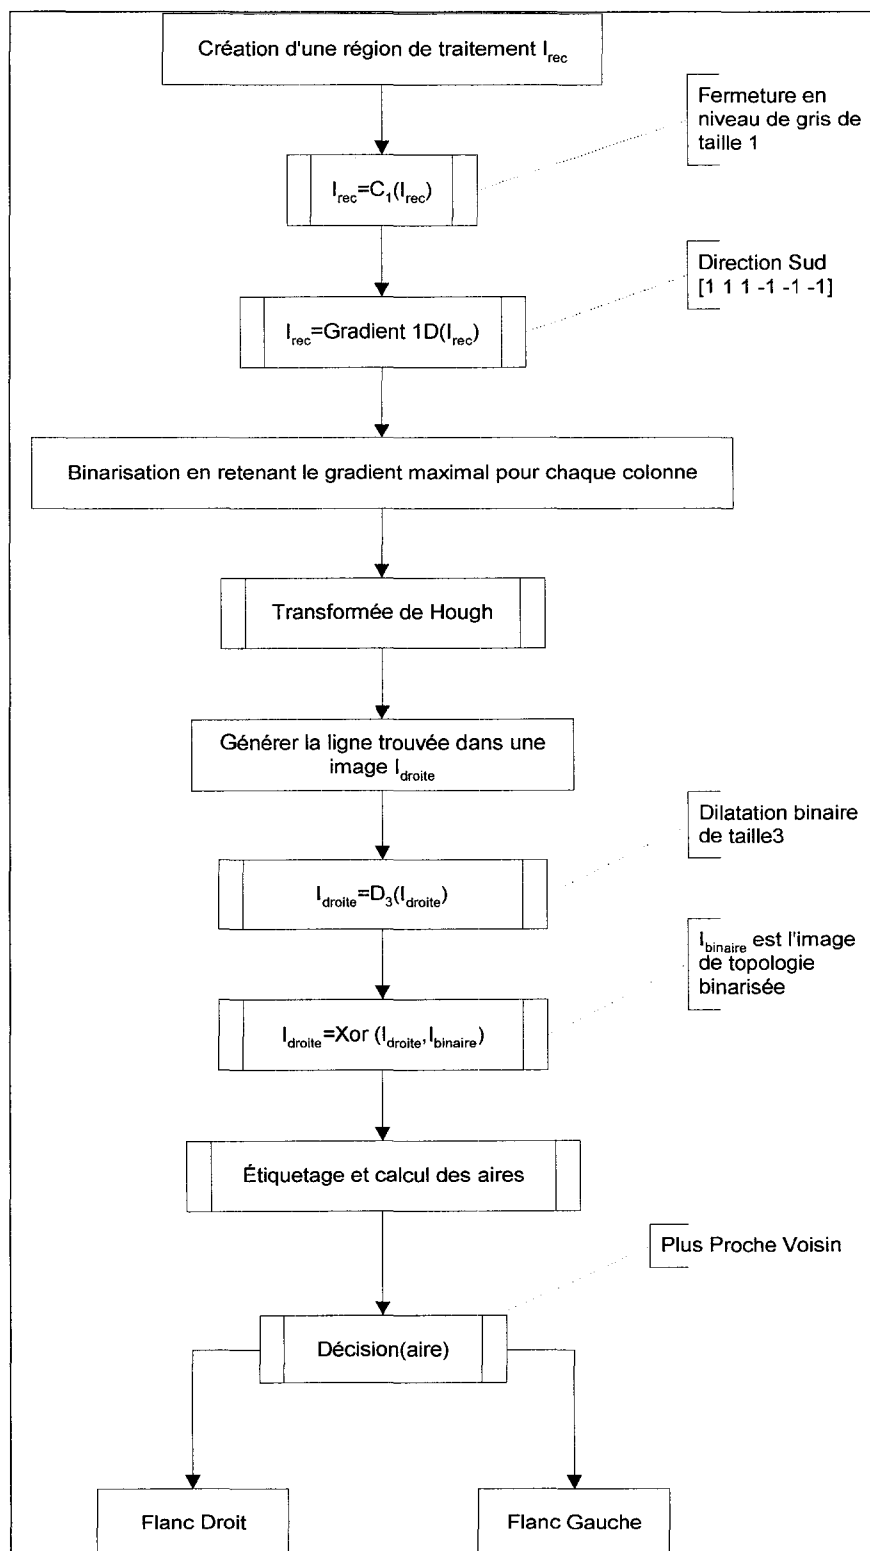 Création d'une région de traitement I_rec
Fermeture en
niveau de gris de
taille 1
I_rec=C_1(I_rec)
Direction Sud
[1 1 1 -1 -1 -1]
I_rec=Gradient 1D(I_rec)
Binarisation en retenant le gradient maximal pour chaque colonne
Transformée de Hough
Générer la ligne trouvée dans une
image I_droite
Dilatation binaire
de taille3
I_droite=D_3(I_droite)
I_binaire est l'image
de topologie
binarisée
I_droite=Xor (I_droite,I_binaire)
Étiquetage et calcul des aires
Plus Proche Voisin
Décision(aire)
Flanc Droit
Flanc Gauche